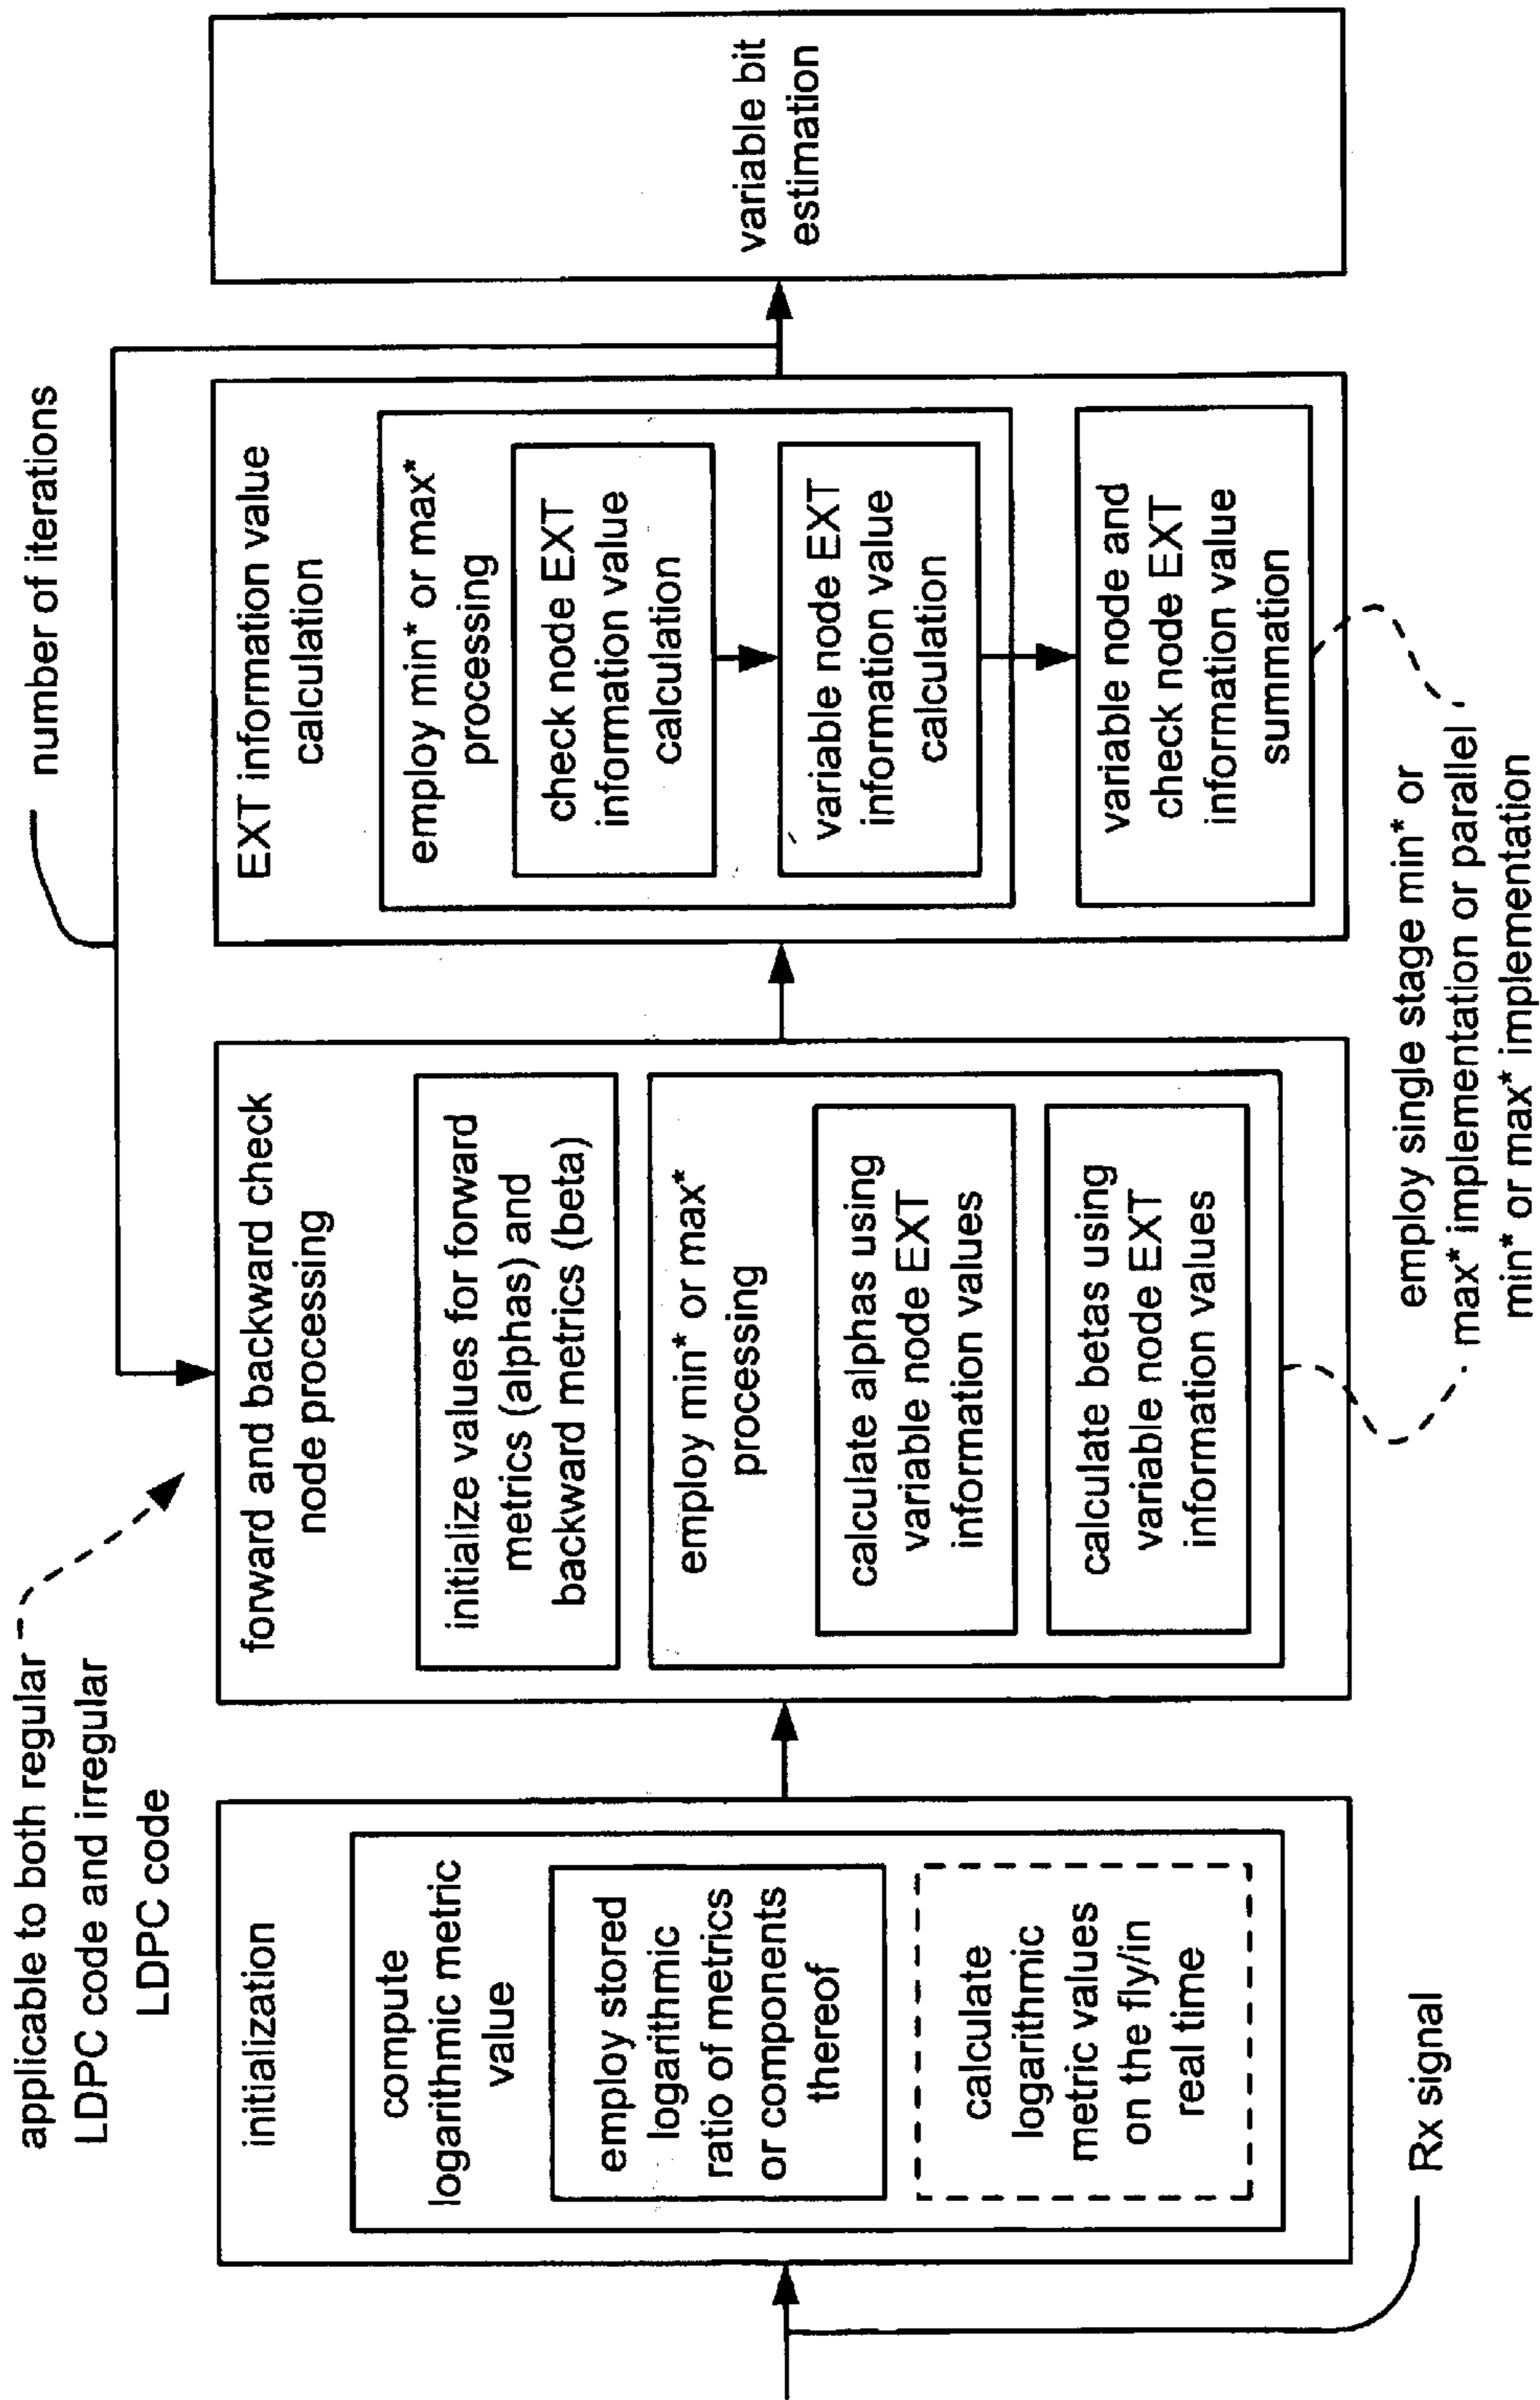 applicable to both regular
LDPC code and irregular
LDPC code
number of iterations
initialization
compute
logarithmic metric
value
employ stored
logarithmic
ratio of metrics
or components
thereof
calculate
logarithmic
metric values
on the fly/in
real time
Rx signal
forward and backward check
node processing
initialize values for forward
metrics (alphas) and
backward metrics (beta)
employ min* or max*
processing
calculate alphas using
variable node EXT
information values
calculate betas using
variable node EXT
information values
EXT information value
calculation
employ min* or max*
processing
check node EXT
information value
calculation
variable node EXT
information value
calculation
variable node and
check node EXT
information value
summation
employ single stage min* or
max* implementation or parallel
min* or max* implementation
variable bit
estimation